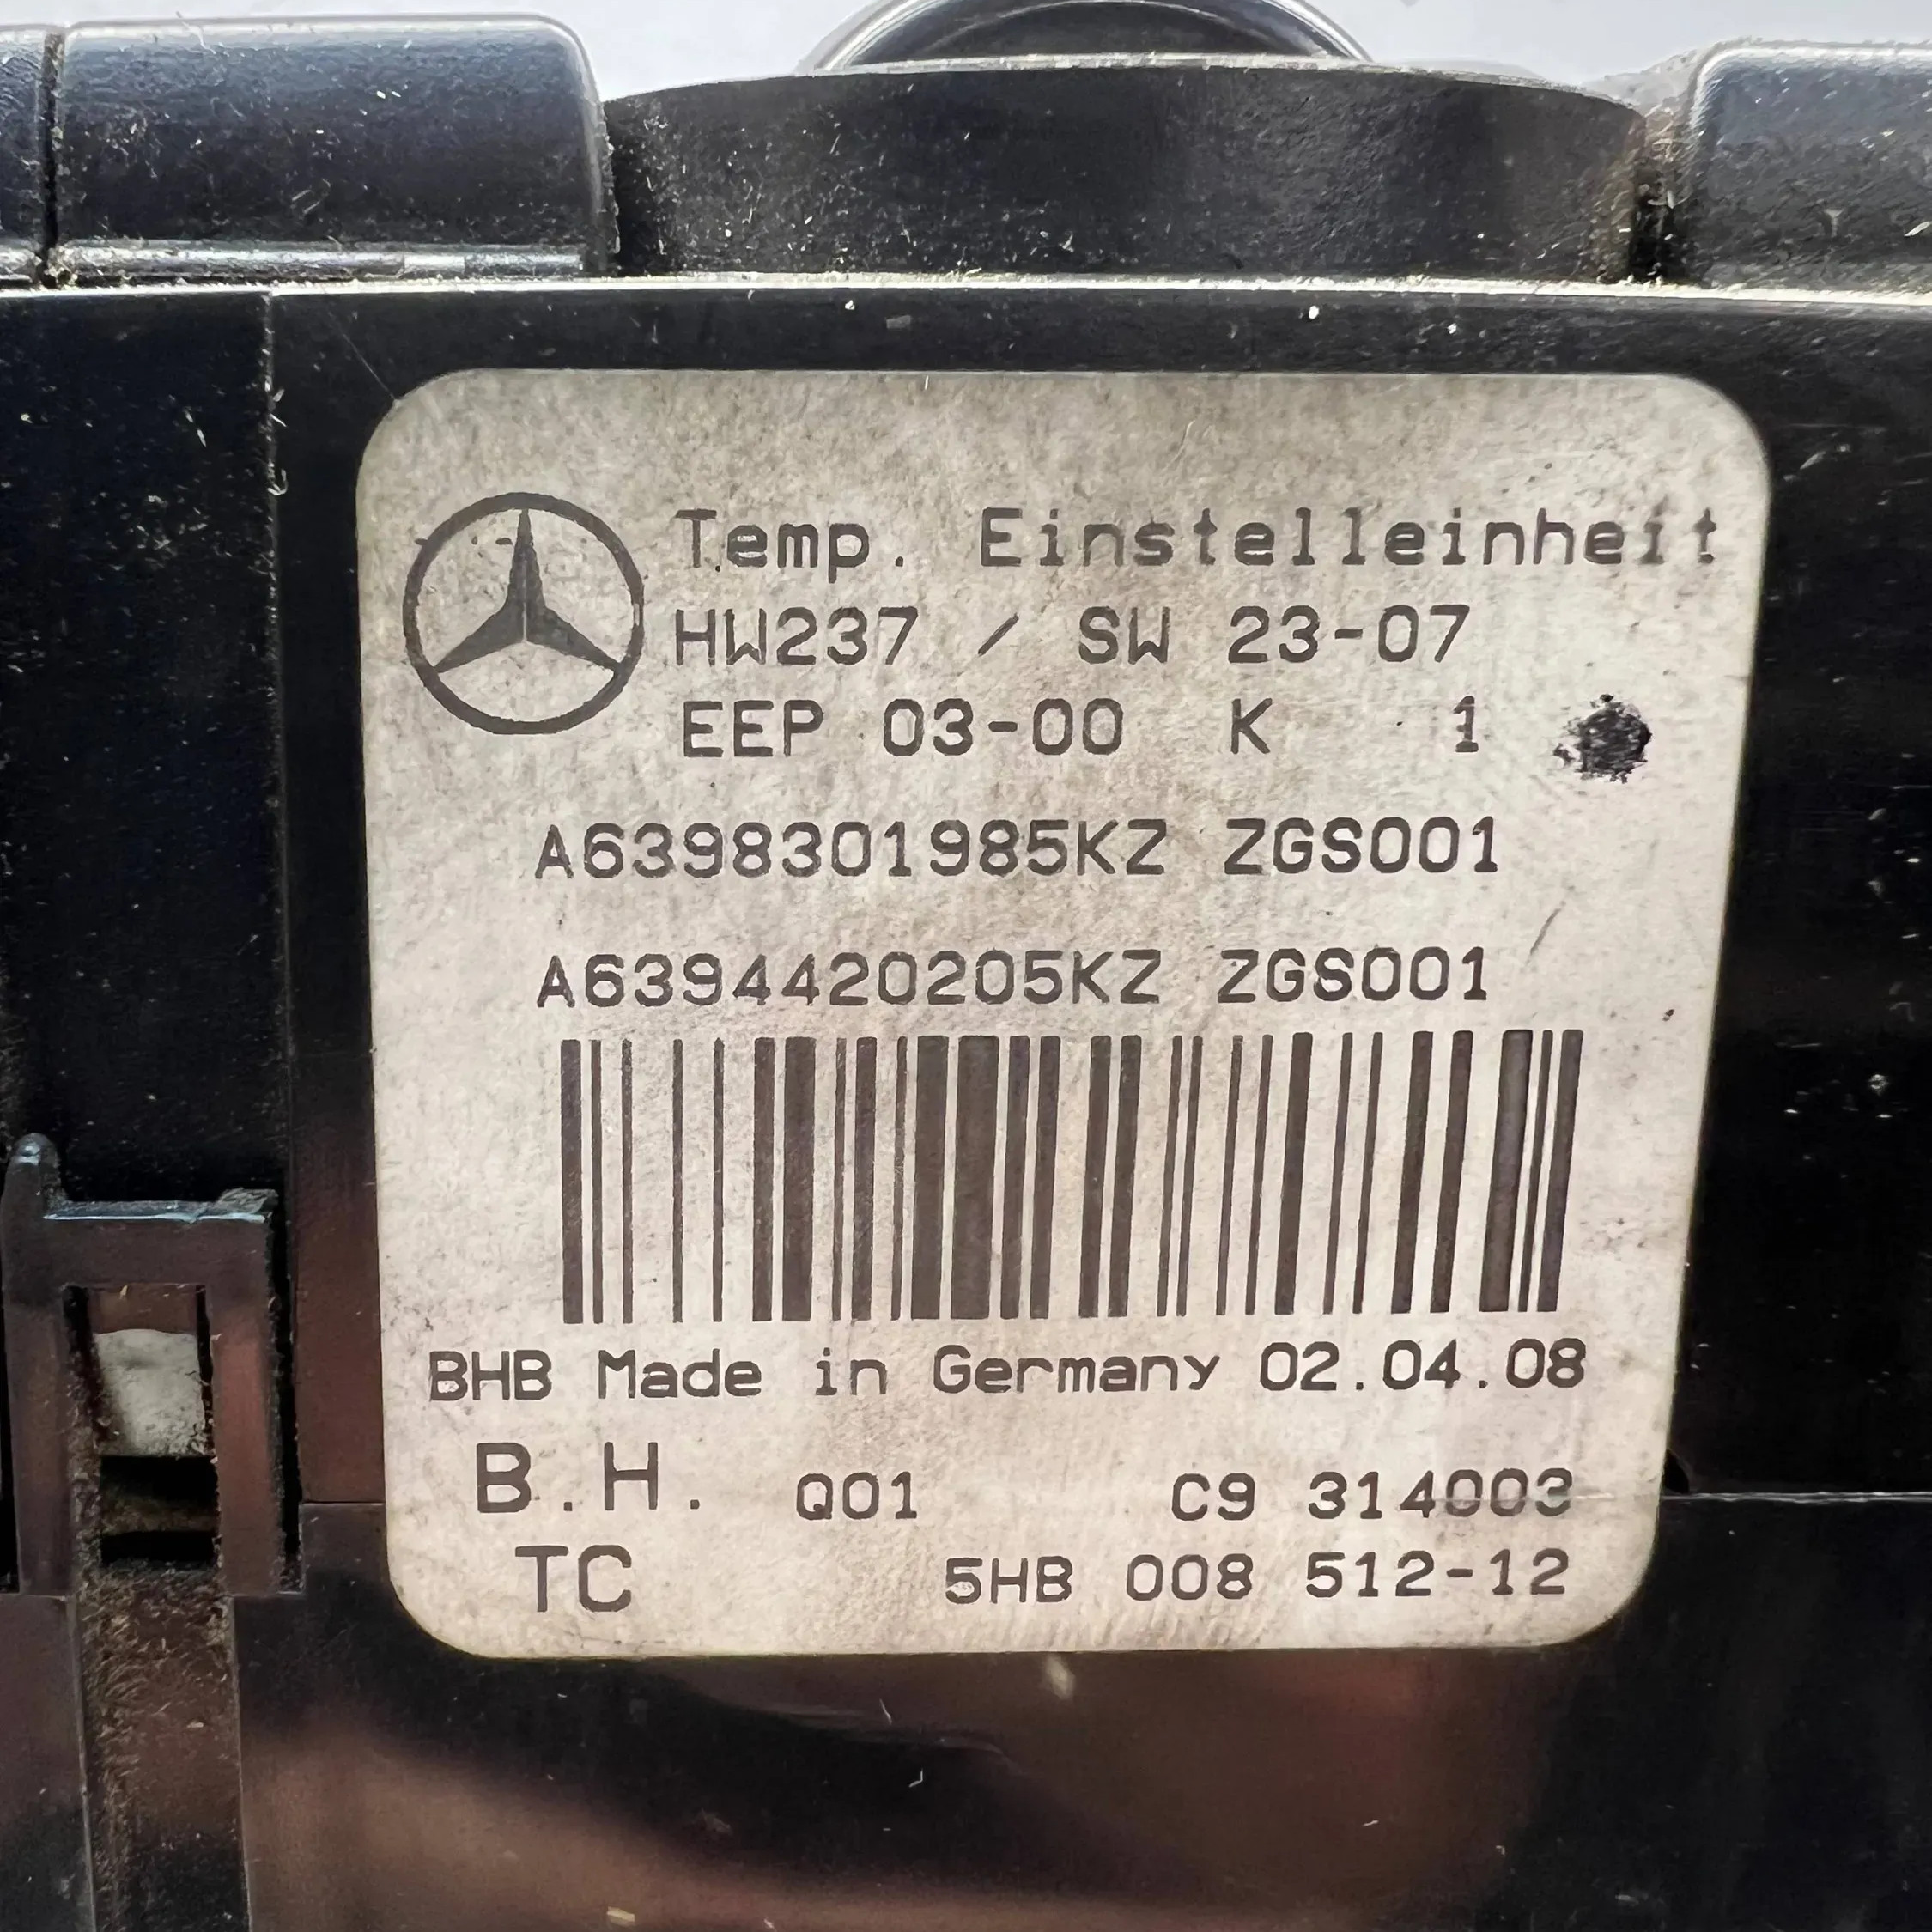 Temp. Einstelleinheit
HW237 / SW 23-07
EEP 03-00 K 1
A6398301985KZ ZGS001
A6394420205KZ ZGS001
BHB Made in Germany 02.04.08
B.H. Q01 C9 314003
TC 5HB 008 512-12